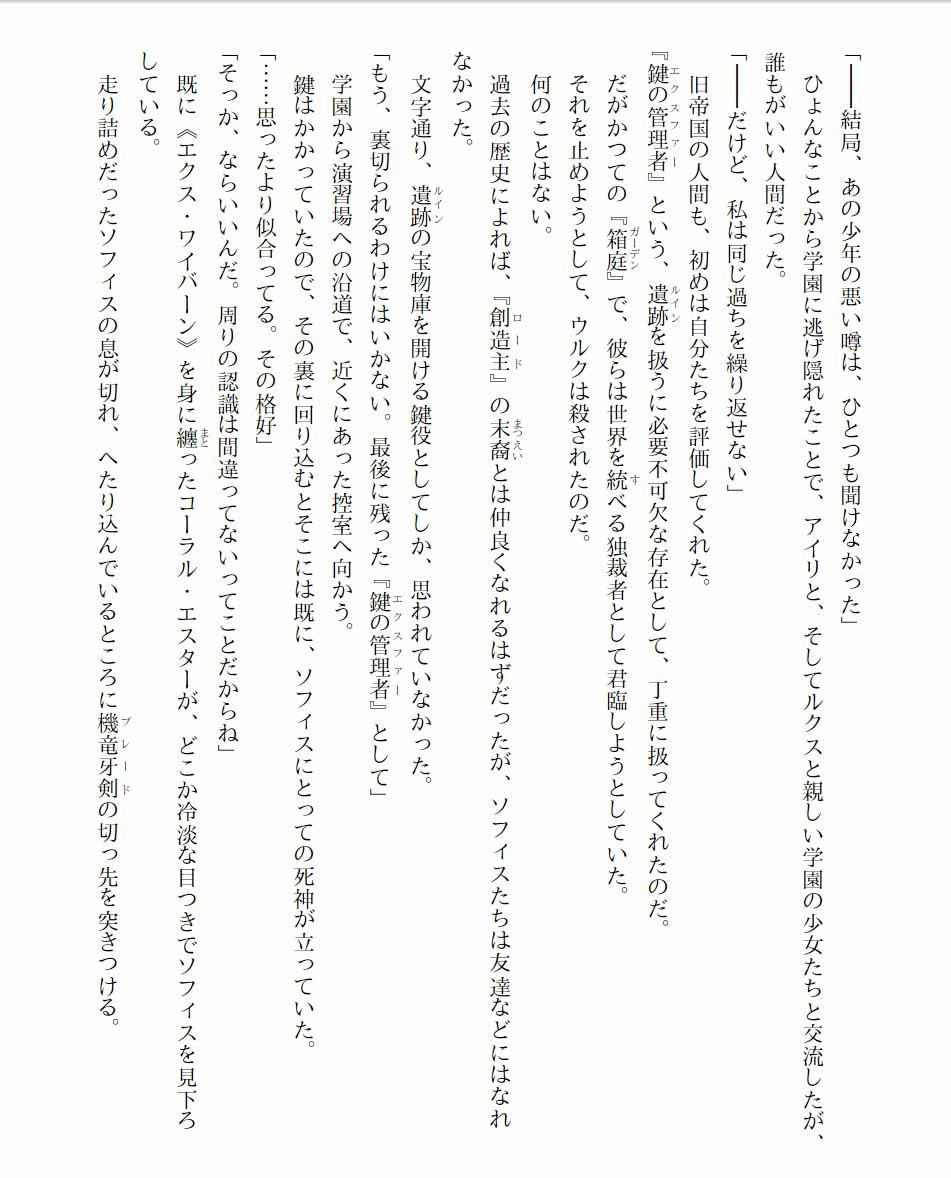 「――結局、あの少年の悪い噂は、ひとつも聞けなかった」
ひょんなことから学園に逃げ隠れたことで、アイリと、そしてルクスと親しい学園の少女たちと交流したが、
誰もがいい人間だった。
「――だけど、私は同じ過ちを繰り返せない」
旧帝国の人間も、初めは自分たちを評価してくれた。
『鍵の管理者』という、遺跡を扱うに必要不可欠な存在として、丁重に扱ってくれたのだ。
エクスファー
ルイン
だがかつての『箱庭』で、彼らは世界を統べる独裁者として君臨しようとしていた。
ガーデン
す
それを止めようとして、ウルクは殺されたのだ。
何のことはない。
過去の歴史によれば、『創造主』の末裔とは仲良くなれるはずだったが、ソフィスたちは友達などにはなれ
ロード
まつえい
なかった。
文字通り、遺跡の宝物庫を開ける鍵役としてしか、思われていなかった。
ルイン
「もう、裏切られるわけにはいかない。最後に残った『鍵の管理者』として」
エクスファー
学園から演習場への沿道で、近くにあった控室へ向かう。
鍵はかかっていたので、その裏に回り込むとそこには既に、ソフィスにとっての死神が立っていた。
「……思ったより似合ってる。その格好」
「そっか、ならいいんだ。周りの認識は間違ってないってことだからね」
既に《エクス・ワイバーン》を身に纏ったコーラル・エスターが、どこか冷淡な目つきでソフィスを見下ろ
まと
している。
走り詰めだったソフィスの息が切れ、へたり込んでいるところに機竜牙剣の切っ先を突きつける。
ブレード